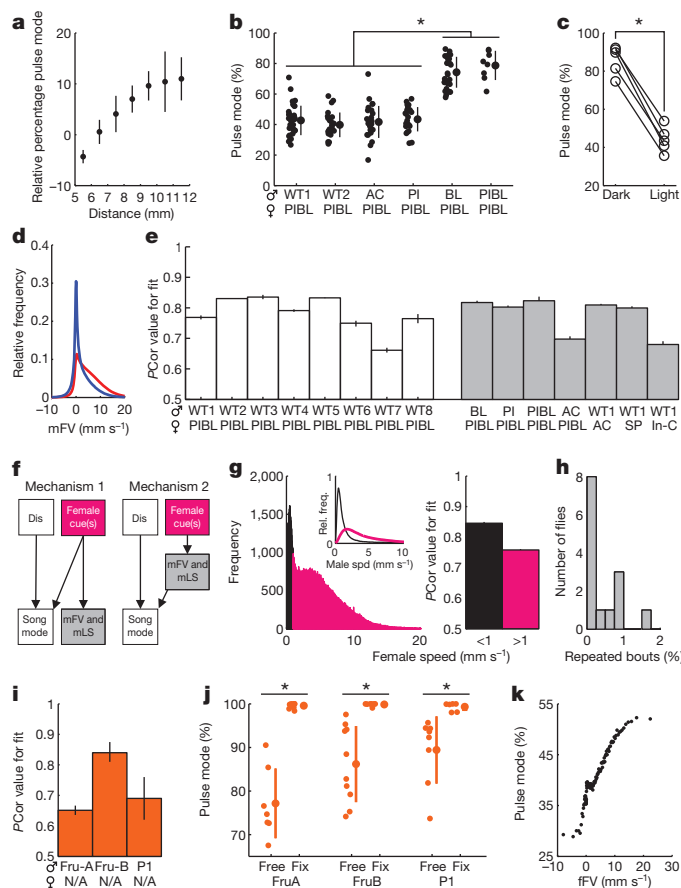 a
Relative percentage pulse mode
20
10
0
−10
5 6 7 8 9 10 11 12
Distance (mm)
b
*
Pulse mode (%)
100
80
60
40
20
0
♂ WT1 WT2 AC PI BL PIBL
♀ PIBL PIBL PIBL PIBL PIBL PIBL
c
*
Pulse mode (%)
100
80
60
40
20
Dark Light
d
Relative frequency
0.4
0.3
0.2
0.1
0
−10 0 10 20
mFV (mm s−1)
e
PCor value for fit
1
0.9
0.8
0.7
0.6
0.5
♂ WT1 WT2 WT3 WT4 WT5 WT6 WT7 WT8 BL PI PIBL AC WT1 WT1 WT1
♀ PIBL PIBL PIBL PIBL PIBL PIBL PIBL PIBL PIBL PIBL PIBL PIBL AC SP In-C
f
Mechanism 1 Mechanism 2
Dis
Female cue(s)
Song mode
mFV and mLS
Dis
Female cue(s)
mFV and mLS
Song mode
g
Frequency
2,000
1,500
1,000
500
0
0 5 10 15 20
Rel. freq.
1
0
0 5 10
Male spd (mm s−1)
PCor value for fit
1
0.9
0.8
0.7
0.6
0.5
<1 >1
Female speed (mm s−1)
h
Number of flies
8
6
4
2
0
0 1 2
Repeated bouts (%)
i
PCor value for fit
1
0.9
0.8
0.7
0.6
0.5
♂ Fru-A Fru-B P1
♀ N/A N/A N/A
j
* * *
Pulse mode (%)
100
90
80
70
Free Fix Free Fix Free Fix
FruA FruB P1
k
Pulse mode (%)
55
45
35
25
−10 0 10 20
fFV (mm s−1)